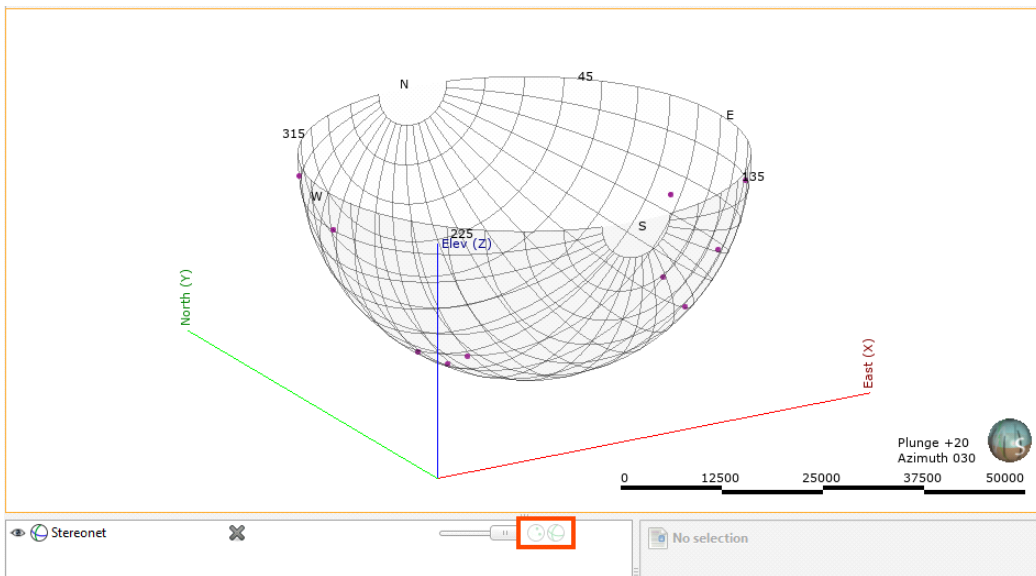 N
45
E
315
135
W
S
225
Elev (Z)
North (Y)
East (X)
Plunge +20
Azimuth 030
S
0 12500 25000 37500 50000
Stereonet
No selection